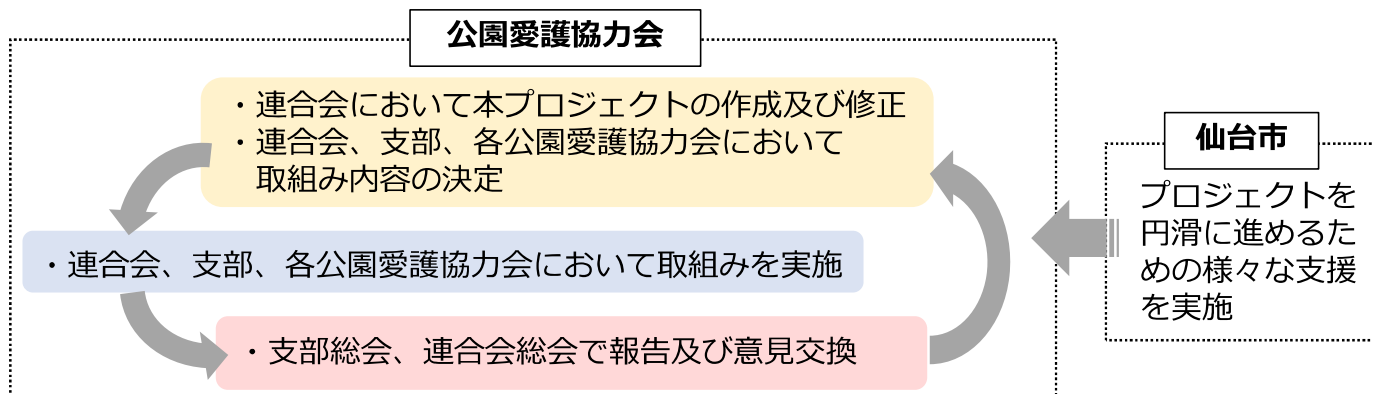 公園愛護協力会
・連合会において本プロジェクトの作成及び修正
・連合会、支部、各公園愛護協力会において
取組み内容の決定
・連合会、支部、各公園愛護協力会において取組みを実施
・支部総会、連合会総会で報告及び意見交換
仙台市
プロジェクトを
円滑に進めるた
めの様々な支援
を実施